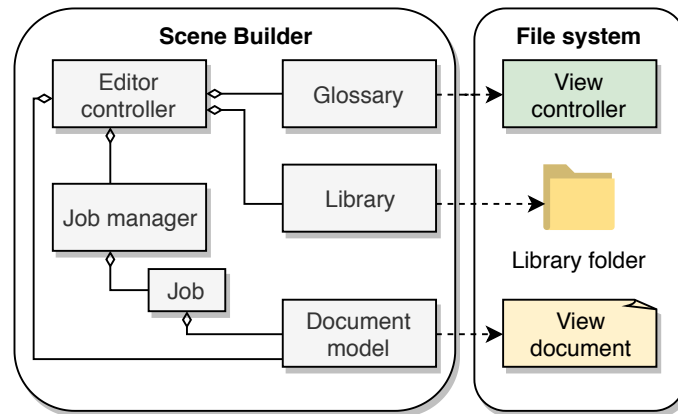 Scene Builder
File system
Editor
controller
Glossary
View
controller
Job manager
Library
Library folder
Job
Document
model
View
document